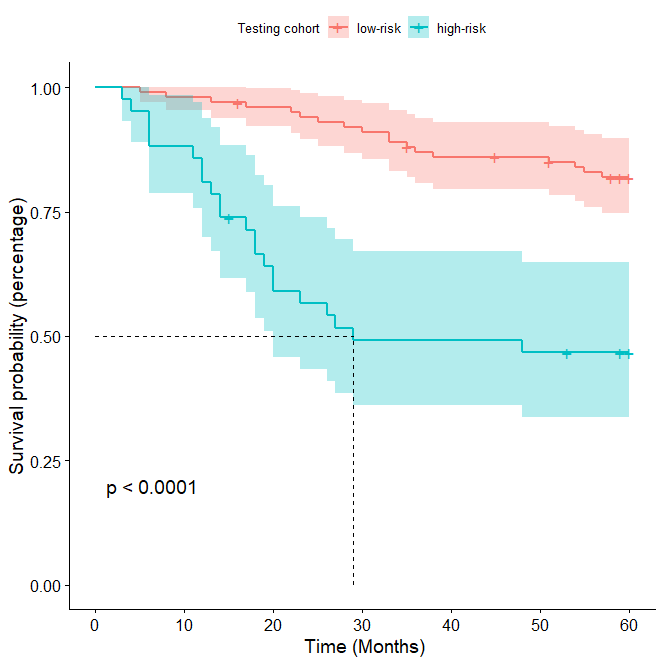 Testing cohort low-risk high-risk
Survival probability (percentage)
1.00
0.75
0.50
0.25
0.00
p < 0.0001
0 10 20 30 40 50 60
Time (Months)